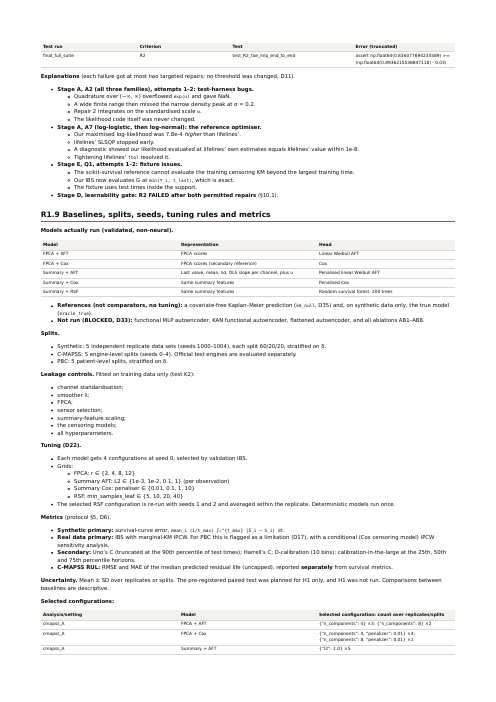 Test run Criterion Test Error (truncated)
final_full_suite R2 test_R2_fae_mlp_end_to_end assert np.float64(0.836077694235589) >=
(np.float64(0.8936215538847118) - 0.03)
Explanations (each failure got at most two targeted repairs; no threshold was changed, D11).
• Stage A, A2 (all three families), attempts 1–2: test-harness bugs.
Quadrature over (−∞, ∞) overflowed exp(u) and gave NaN.
A wide finite range then missed the narrow density peak at σ = 0.2.
Repair 2 integrates on the standardised scale u.
The likelihood code itself was never changed.
• Stage A, A7 (log-logistic, then log-normal): the reference optimiser.
Our maximised log-likelihood was 7.8e-4 higher than lifelines'.
lifelines' SLSQP stopped early.
A diagnostic showed our likelihood evaluated at lifelines' own estimates equals lifelines' value within 1e-8.
Tightening lifelines' ftol resolved it.
• Stage E, Q1, attempts 1–2: fixture issues.
The scikit-survival reference cannot evaluate the training censoring KM beyond the largest training time.
Our IBS now evaluates G at min(T_i, t_last), which is exact.
The fixture uses test times inside the support.
• Stage D, learnability gate: R2 FAILED after both permitted repairs (§10.1).
R1.9 Baselines, splits, seeds, tuning rules and metrics
Models actually run (validated, non-neural).
Model Representation Head
FPCA + AFT FPCA scores Linear Weibull AFT
FPCA + Cox FPCA scores (secondary reference) Cox
Summary + AFT Last value, mean, sd, OLS slope per channel, plus u Penalised linear Weibull AFT
Summary + Cox Same summary features Penalised Cox
Summary + RSF Same summary features Random survival forest, 200 trees
• References (not comparators, no tuning): a covariate-free Kaplan–Meier prediction (km_null, D35) and, on synthetic data only, the true model
(oracle_true).
• Not run (BLOCKED, D33): functional MLP autoencoder, KAN functional autoencoder, flattened autoencoder, and all ablations AB1–AB8.
Splits.
• Synthetic: 5 independent replicate data sets (seeds 1000–1004), each split 60/20/20, stratified on δ.
• C-MAPSS: 5 engine-level splits (seeds 0–4). Official test engines are evaluated separately.
• PBC: 5 patient-level splits, stratified on δ.
Leakage controls. Fitted on training data only (test K2):
• channel standardisation;
• smoother λ;
• FPCA;
• sensor selection;
• summary-feature scaling;
• the censoring models;
• all hyperparameters.
Tuning (D22).
• Each model gets 4 configurations at seed 0, selected by validation IBS.
• Grids:
FPCA: r ∈ {2, 4, 8, 12}
Summary AFT: L2 ∈ {1e-3, 1e-2, 0.1, 1} (per observation)
Summary Cox: penaliser ∈ {0.01, 0.1, 1, 10}
RSF: min_samples_leaf ∈ {5, 10, 20, 40}
• The selected RSF configuration is re-run with seeds 1 and 2 and averaged within the replicate. Deterministic models run once.
Metrics (protocol §5, D6).
• Synthetic primary: survival-curve error,
• Real data primary: IBS with marginal-KM IPCW. For PBC this is flagged as a limitation (D17), with a conditional (Cox censoring model) IPCW
sensitivity analysis.
• Secondary: Uno's C (truncated at the 90th percentile of test times); Harrell's C; D-calibration (10 bins); calibration-in-the-large at the 25th, 50th
and 75th percentile horizons.
• C-MAPSS RUL: RMSE and MAE of the median predicted residual life (uncapped), reported separately from survival metrics.
Uncertainty. Mean ± SD over replicates or splits. The pre-registered paired test was planned for H1 only, and H1 was not run. Comparisons between
baselines are descriptive.
Selected configurations:
Analysis/setting Model Selected configuration: count over replicates/splits
cmapss_A FPCA + AFT {"n_components": 4} ×3; {"n_components": 8} ×2
cmapss_A FPCA + Cox {"n_components": 4, "penalizer": 0.01} ×4;
{"n_components": 8, "penalizer": 0.01} ×1
cmapss_A Summary + AFT {"l2": 1.0} ×5